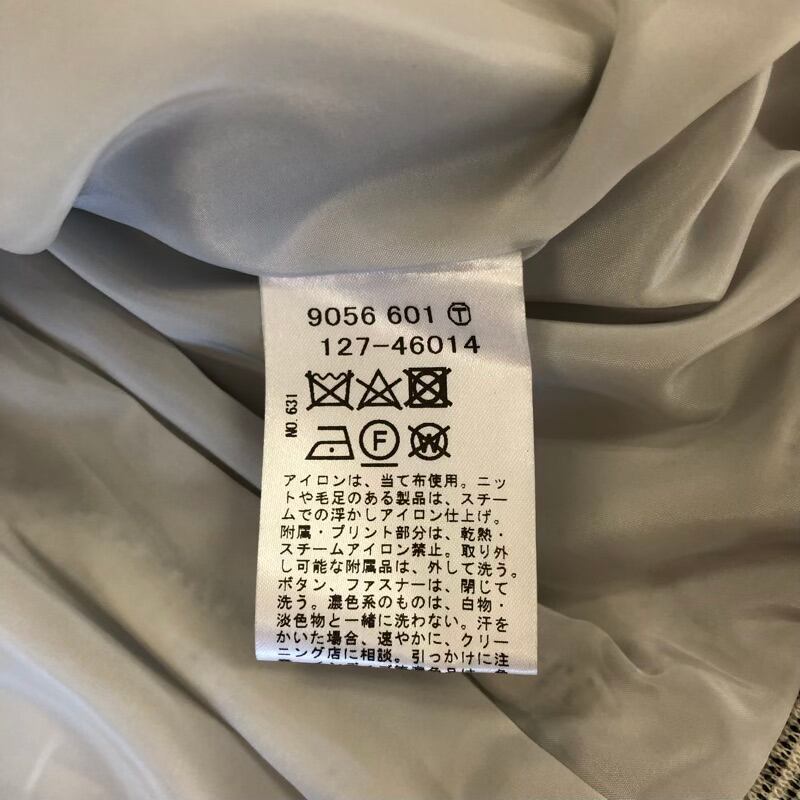 9056 601 Ⓣ
127-46014
NO. 631
F W
アイロンは、当て布使用。ニッ
トや毛足のある製品は、スチー
ムでの浮かしアイロン仕上げ。
附属・プリント部分は、乾熱・
スチームアイロン禁止。取り外
し可能な附属品は、外して洗う。
ボタン、ファスナーは、閉じて
洗う。濃色系のものは、白物・
淡色物と一緒に洗わない。汗を
かいた場合、速やかに、クリー
ニング店に相談。引っかけに注